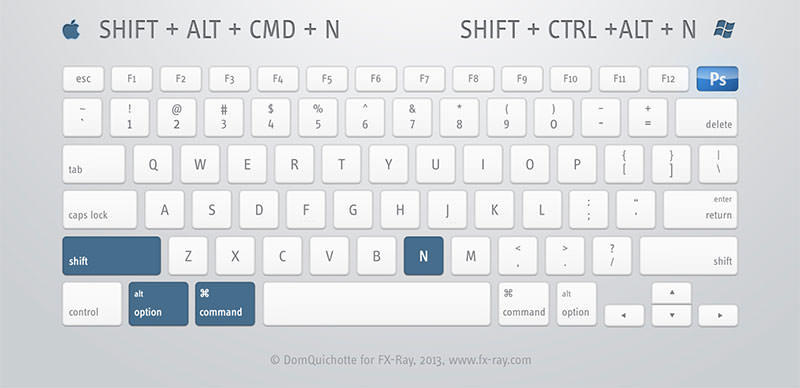 SHIFT + ALT + CMD + N SHIFT + CTRL +ALT + N
esc F1 F2 F3 F4 F5 F6 F7 F8 F9 F10 F11 F12 Ps
~ ! @ # $ % ^ & * ( ) - +
` 1 2 3 4 5 6 7 8 9 0 - = delete
tab Q W E R T Y U I O P { [ } ] | \
caps lock A S D F G H J K L : ; " ' enter return
shift Z X C V B N M < , > . ? / shift
control alt option ⌘ command ⌘ command alt option ◄ ▲ ▼ ►
© DomQuichotte for FX-Ray, 2013, www.fx-ray.com